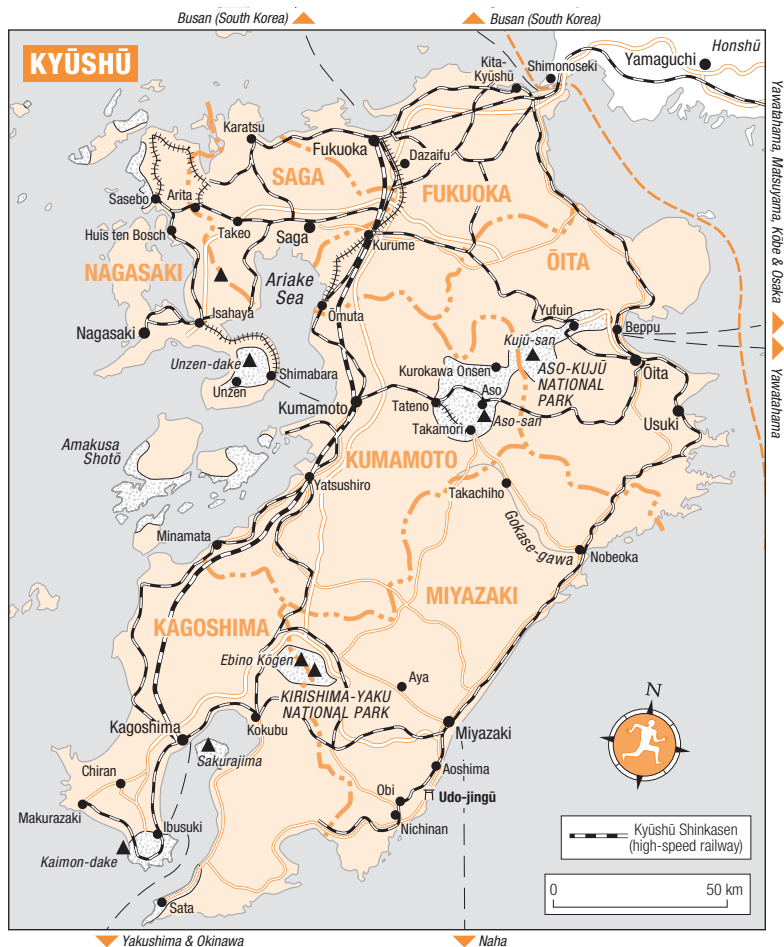 Busan (South Korea)
Busan (South Korea)
KYŪSHŪ
Honshū
Yamaguchi
Kita-
Kyūshū
Shimonoseki
Karatsu
Fukuoka
Dazaifu
SAGA
FUKUOKA
Sasebo
Arita
Huis ten Bosch
Takeo
Saga
Kurume
ŌITA
NAGASAKI
Ariake
Sea
Ōmuta
Yufuin
Beppu
Isahaya
Nagasaki
Kujū-san
Unzen-dake
Unzen
Shimabara
Kurokawa Onsen
ASO-KUJŪ
NATIONAL
PARK
Ōita
Kumamoto
Tateno
Aso
Aso-san
Usuki
Takamori
Amakusa
Shotō
KUMAMOTO
Yatsushiro
Takachiho
Gokase-gawa
Minamata
Nobeoka
MIYAZAKI
KAGOSHIMA
Ebino Kōgen
Aya
KIRISHIMA-YAKU
NATIONAL PARK
Kagoshima
Kokubu
Miyazaki
Sakurajima
Aoshima
Chiran
Obi
Udo-jingū
Makurazaki
Ibusuki
Nichinan
Kaimon-dake
Sata
N
Kyūshū Shinkasen
(high-speed railway)
0
50 km
Yawatahama, Matsuyama, Kōbe & Osaka
Yawatahama
Yakushima & Okinawa
Naha